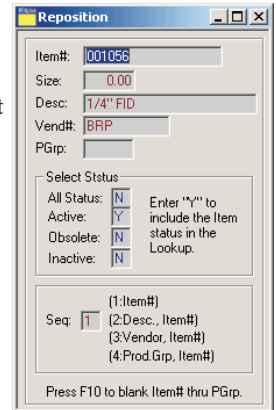 Reposition
Item#: 001056
Size: 0.00
Desc: 1/4" FID
Vend#: BRP
PGrp:
Select Ststus
All Status: N
Active: Y
Obsolete: N
Inactive: N
Enter "Y" to
include the Item
status in the
Lookup.
Seq: 1
(1:Item#)
(2:Desc., Item#)
(3:Vendor, Item#)
(4:Prod.Grp, Item#)
Press F10 to blank Item# thru PGrp.